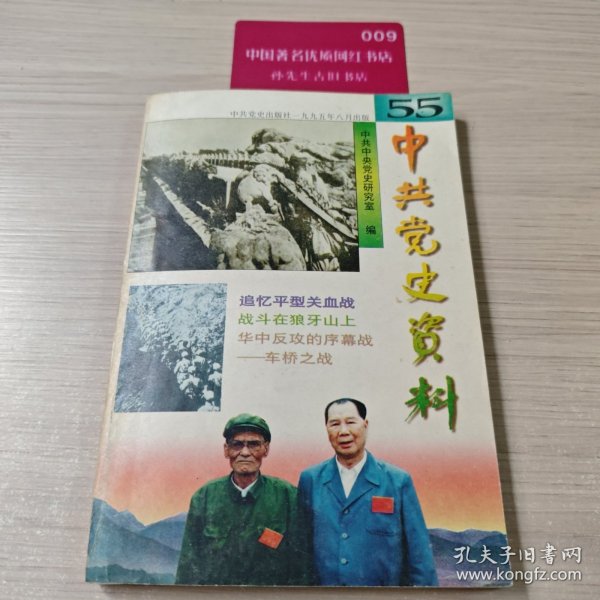 009
中国著名优质网红书店
孙先生古旧书店
55
中共党史出版社·一九九五年八月出版
中共中央党史研究室 编
中共党史資料
追忆平型关血战
战斗在狼牙山上
华中反攻的序幕战
——车桥之战
孔夫子旧书网
www.kongfz.com